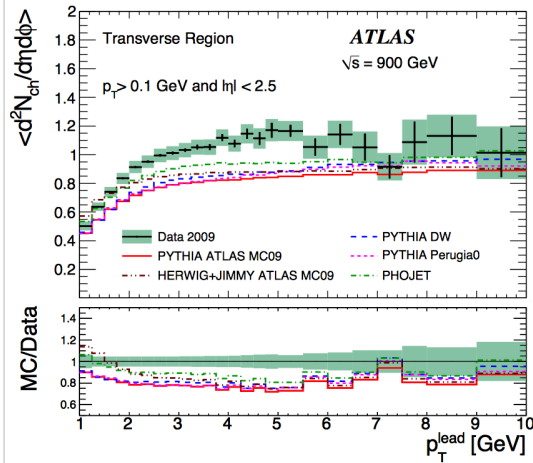 Transverse Region ATLAS
√s = 900 GeV
p_T > 0.1 GeV and |η| < 2.5
<d²N_ch/dηdϕ>
2
1.8
1.6
1.4
1.2
1
0.8
0.6
0.4
0.2
Data 2009 PYTHIA DW
PYTHIA ATLAS MC09 PYTHIA Perugia0
HERWIG+JIMMY ATLAS MC09 PHOJET
MC/Data
1.4
1.2
1
0.8
0.6
1 2 3 4 5 6 7 8 9 10
p_T^lead [GeV]